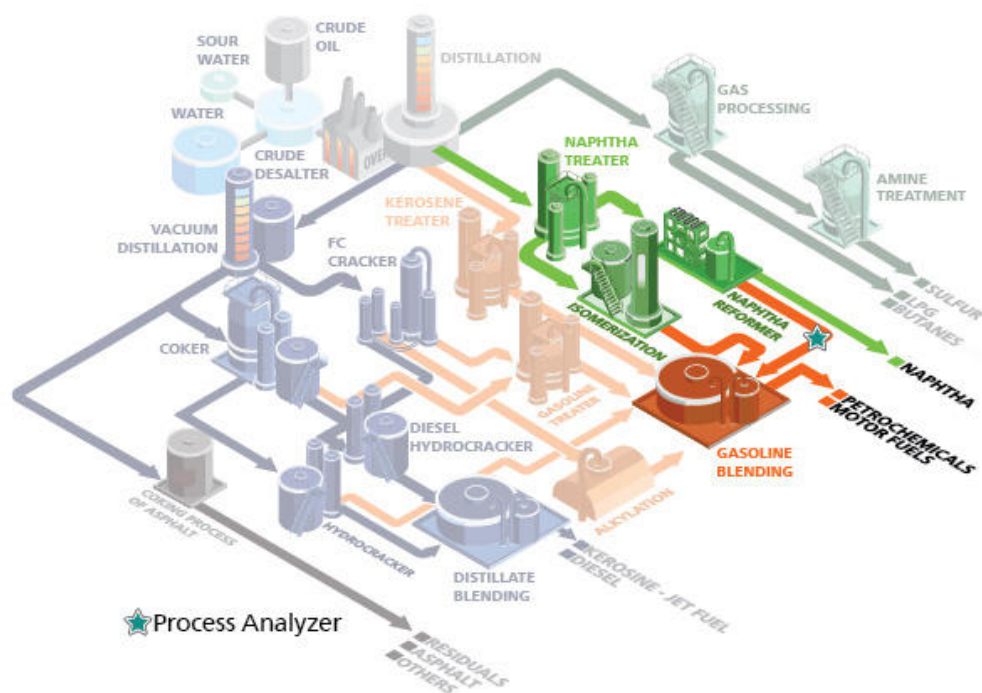 CRUDE
OIL
SOUR
WATER
DISTILLATION
WATER
GAS
PROCESSING
OVEN
NAPHTHA
TREATER
CRUDE
DESALTER
AMINE
TREATMENT
KEROSENE
TREATER
VACUUM
DISTILLATION
FC
CRACKER
SULFUR
LPG
BUTANES
NAPHTHA
REFORMER
ISOMERIZATION
COKER
NAPHTHA
GASOLINE
TREATER
PETROCHEMICALS
MOTOR FUELS
DIESEL
HYDROCRACKER
GASOLINE
BLENDING
COKING PROCESS
OF ASPHALT
ALKYLATION
HYDROCRACKER
KEROSINE - JET FUEL
DIESEL
DISTILLATE
BLENDING
Process Analyzer
RESIDUALS
ASPHALT
OTHERS